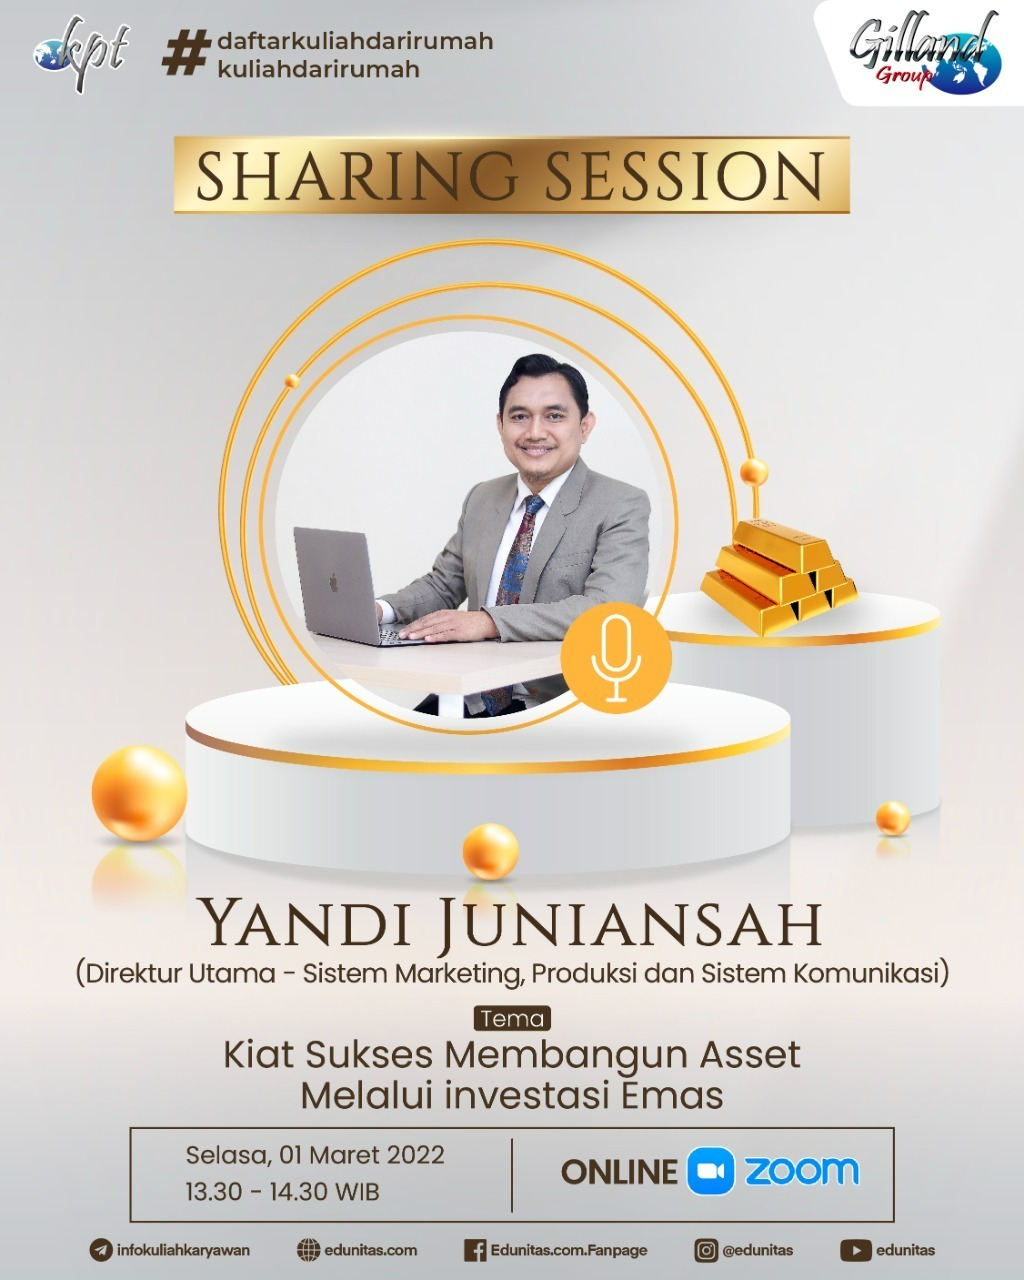 kpt
#daftarkuliahdarirumah
kuliahdarirumah
Gilland
Group
SHARING SESSION
YANDI JUNIANSAH
(Direktur Utama - Sistem Marketing, Produksi dan Sistem Komunikasi)
Tema
Kiat Sukses Membangun Asset
Melalui investasi Emas
Selasa, 01 Maret 2022
13.30 - 14.30 WIB
ONLINE zoom
infokuliahkaryawan edunitas.com Edunitas.com.Fanpage @edunitas edunitas